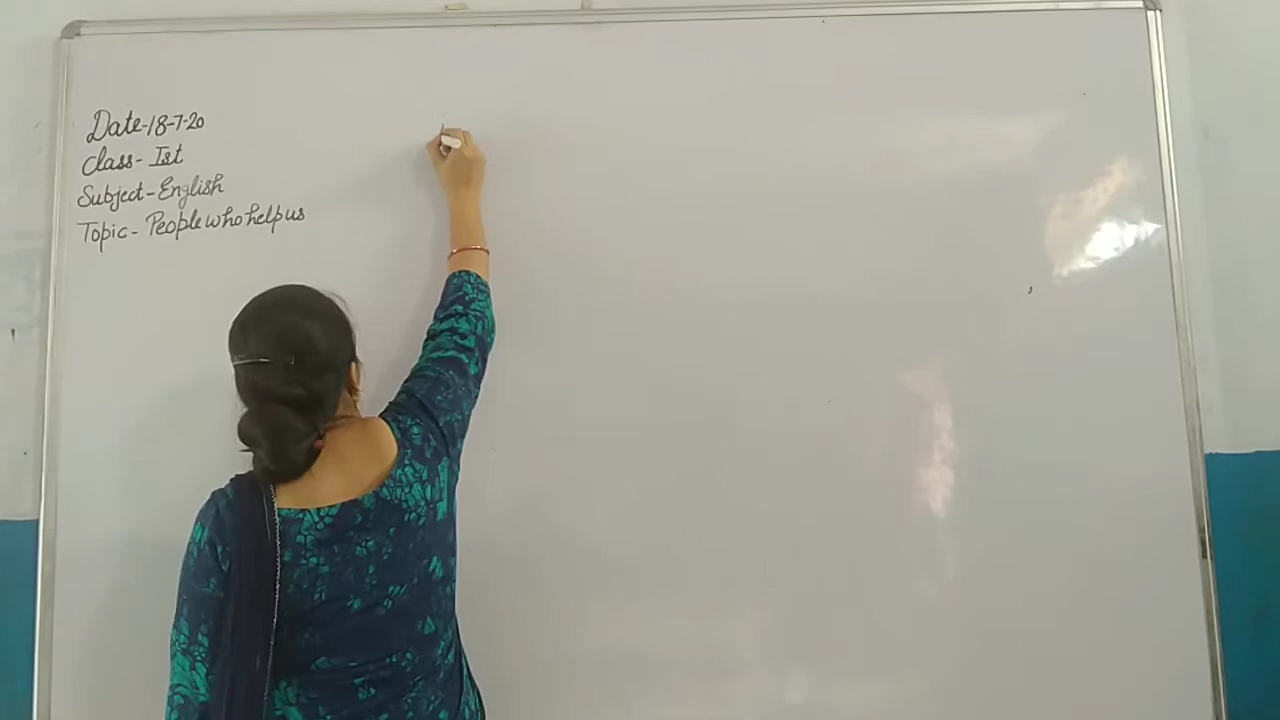 Date-18-7-20
Class- Ist
Subject-English
Topic- People who help us